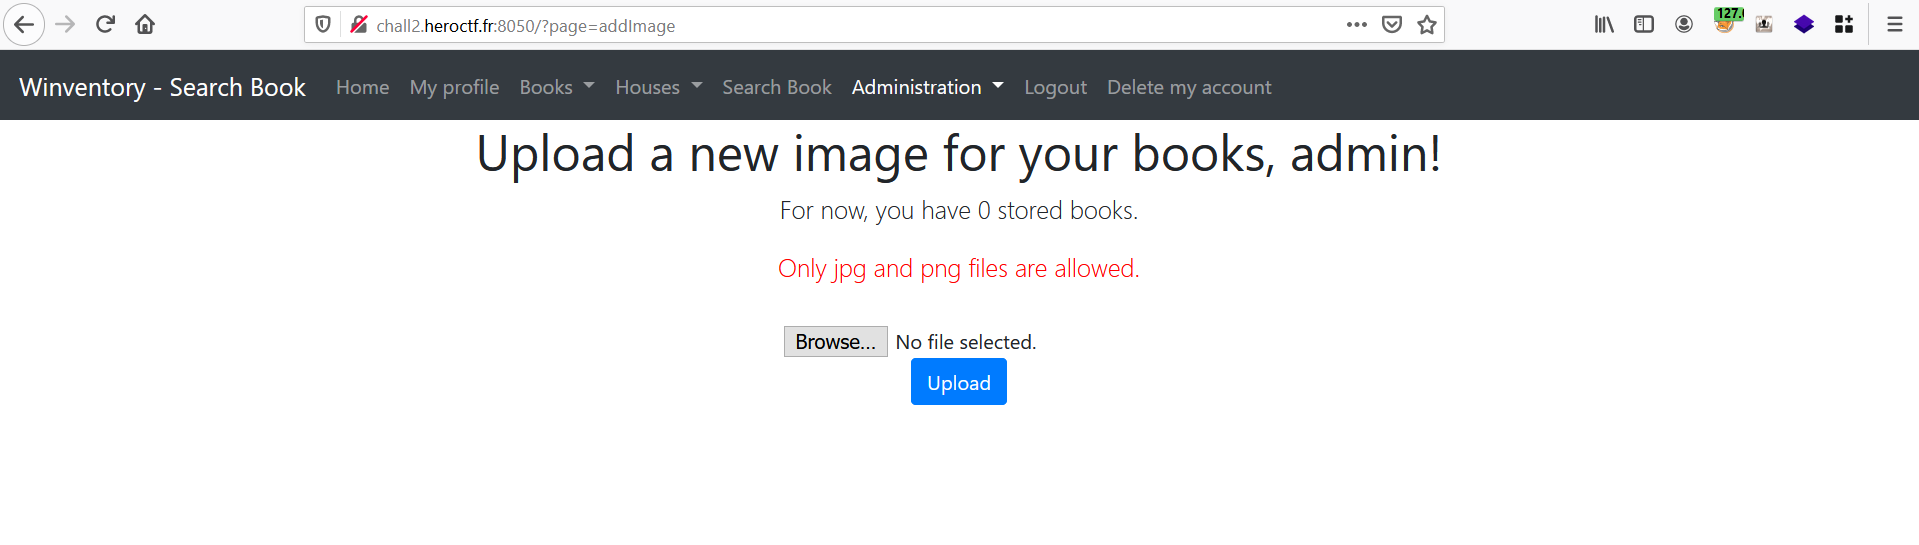 chall2.heroctf.fr:8050/?page=addImage
Winventory - Search Book Home My profile Books Houses Search Book Administration Logout Delete my account
Upload a new image for your books, admin!
For now, you have 0 stored books.
Only jpg and png files are allowed.
Browse... No file selected.
Upload